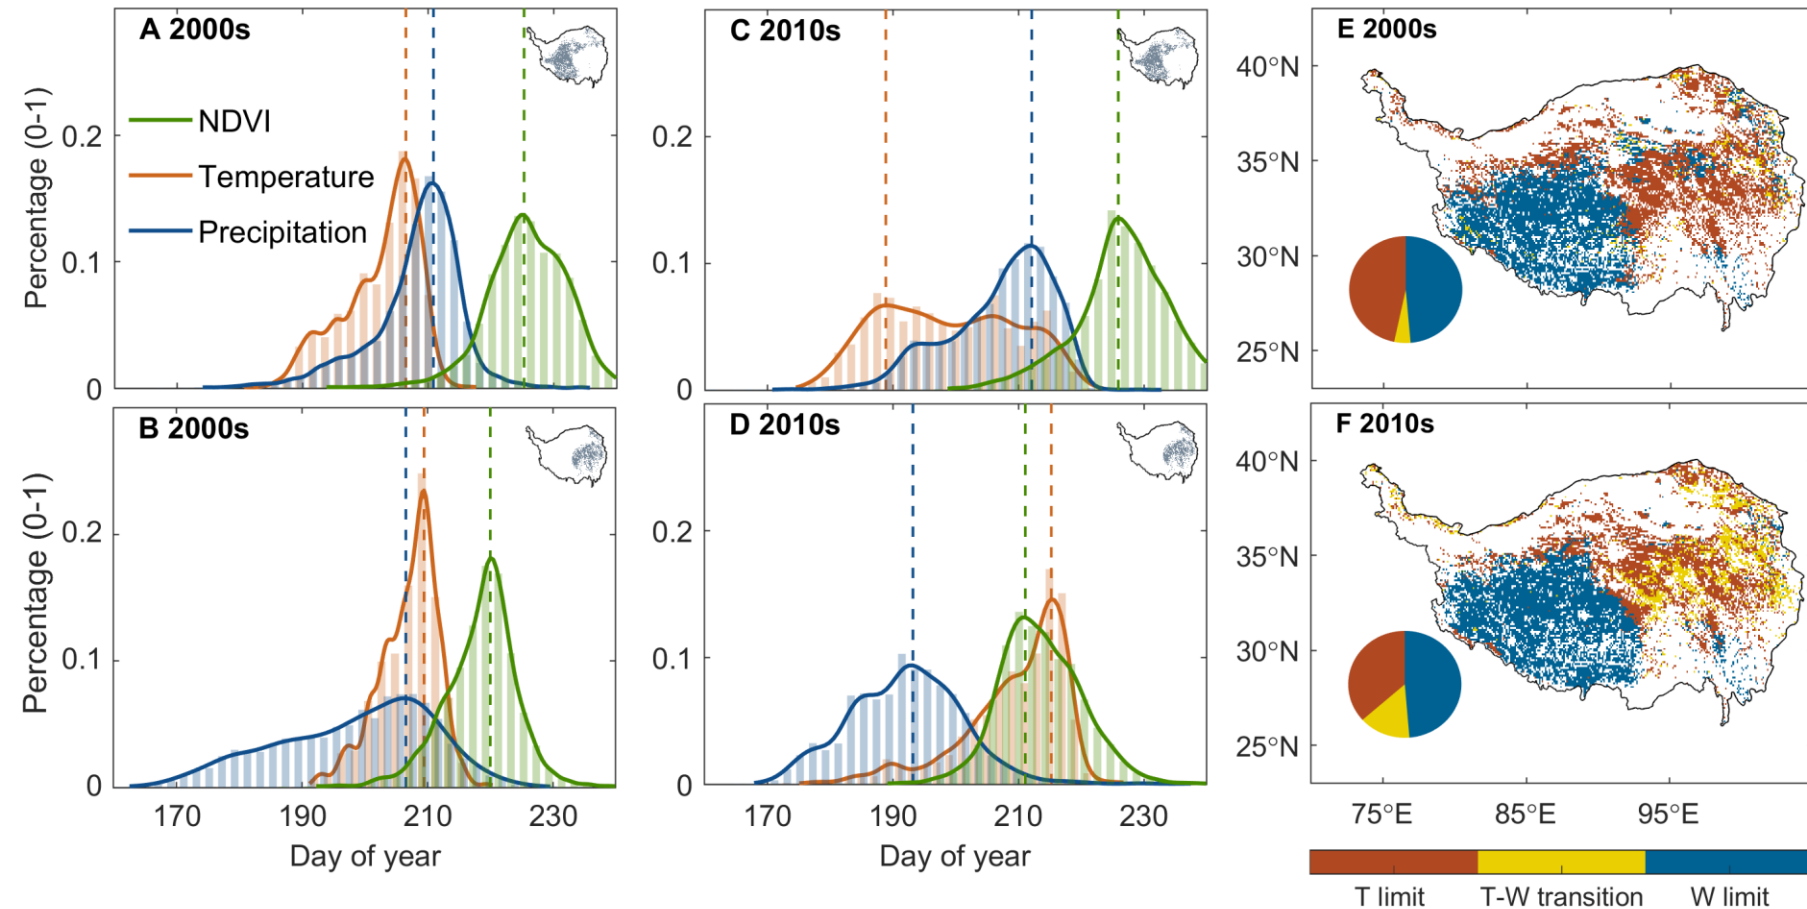 A 2000s
NDVI
Temperature
Precipitation
Percentage (0-1)
0.2
0.1
0
B 2000s
Percentage (0-1)
0.2
0.1
0
170
190
210
230
Day of year
C 2010s
0.2
0.1
0
D 2010s
0.2
0.1
0
170
190
210
230
Day of year
E 2000s
40°N
35°N
30°N
25°N
F 2010s
40°N
35°N
30°N
25°N
75°E
85°E
95°E
T limit
T-W transition
W limit